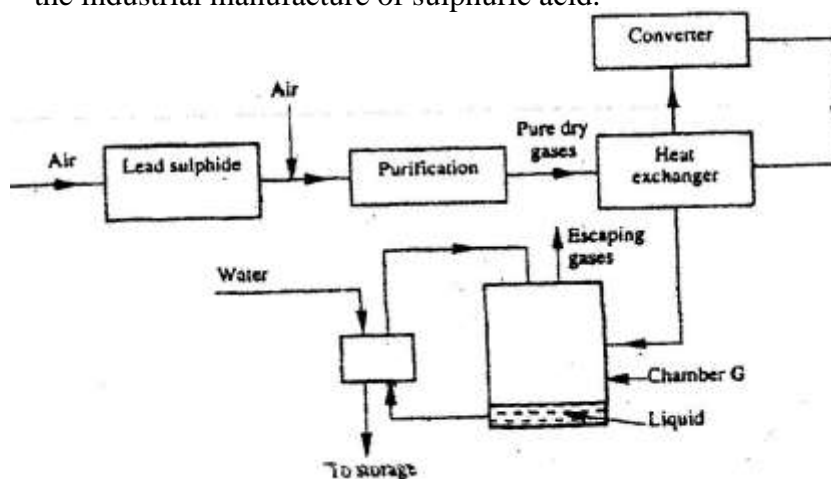 the industrial manufacture of sulphuric acid.
Converter
Air
Air
Lead sulphide
Purification
Pure dry
gases
Heat
exchanger
Escaping
gases
Water
Chamber G
Liquid
To storage